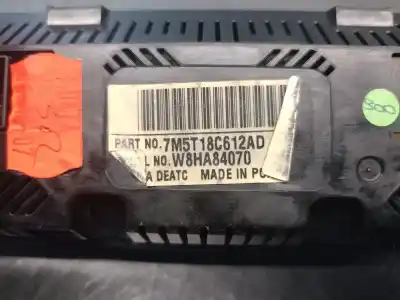 PART NO. 7M5T18C612AD
L NO. W8HA84070
A DEATC MADE IN PO
300